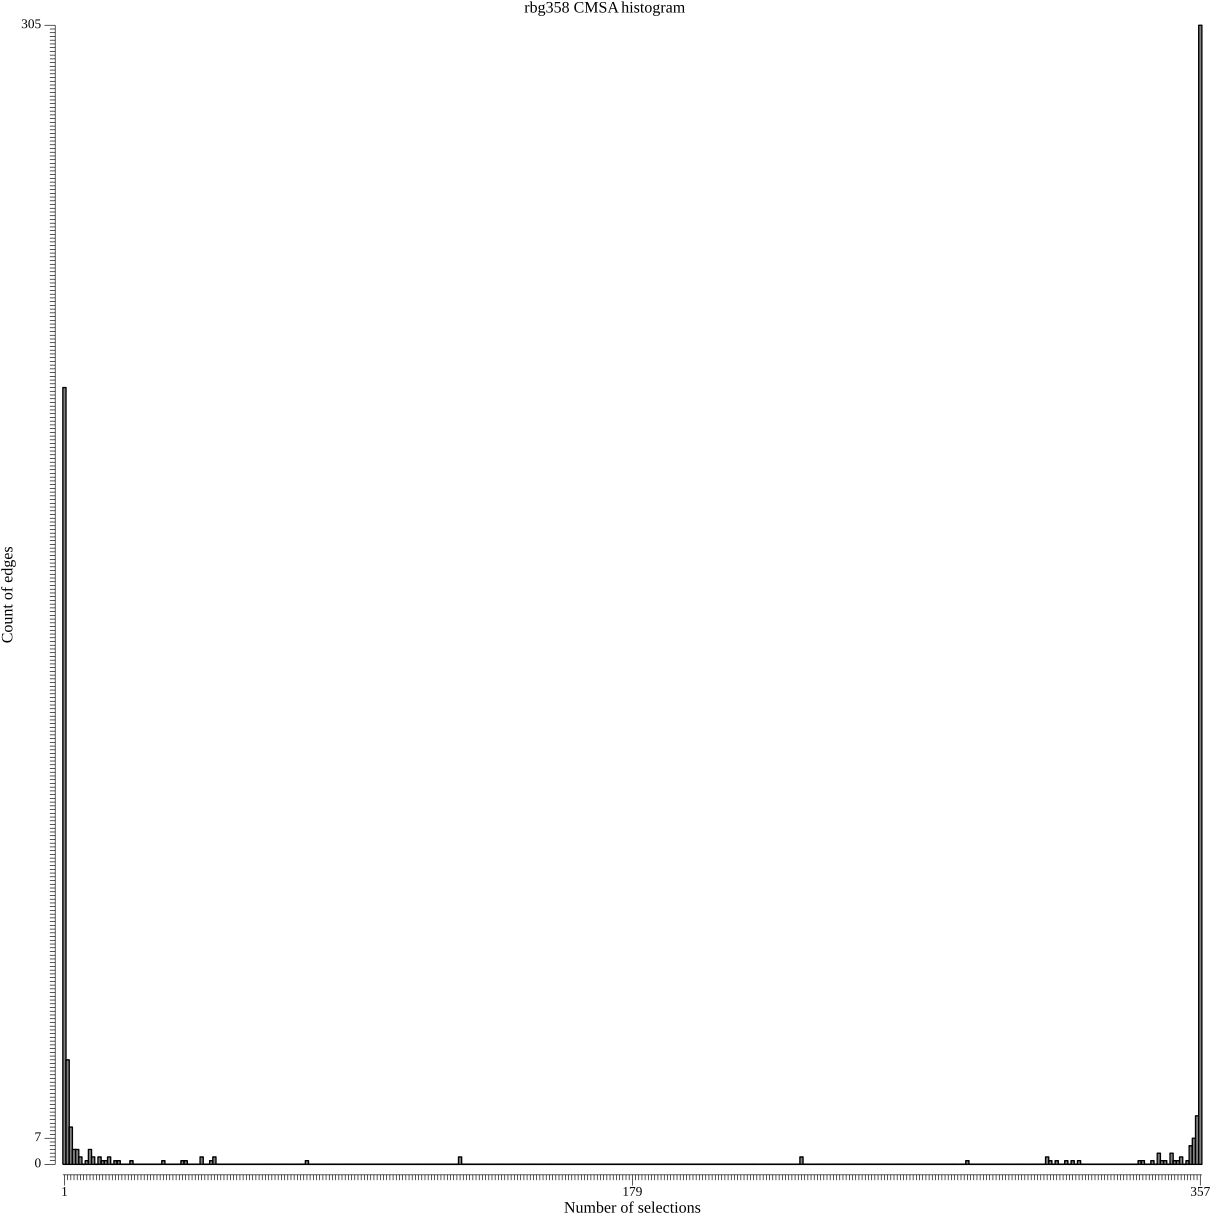 rbg358 CMSA histogram
305
Count of edges
7
0
1
179
357
Number of selections